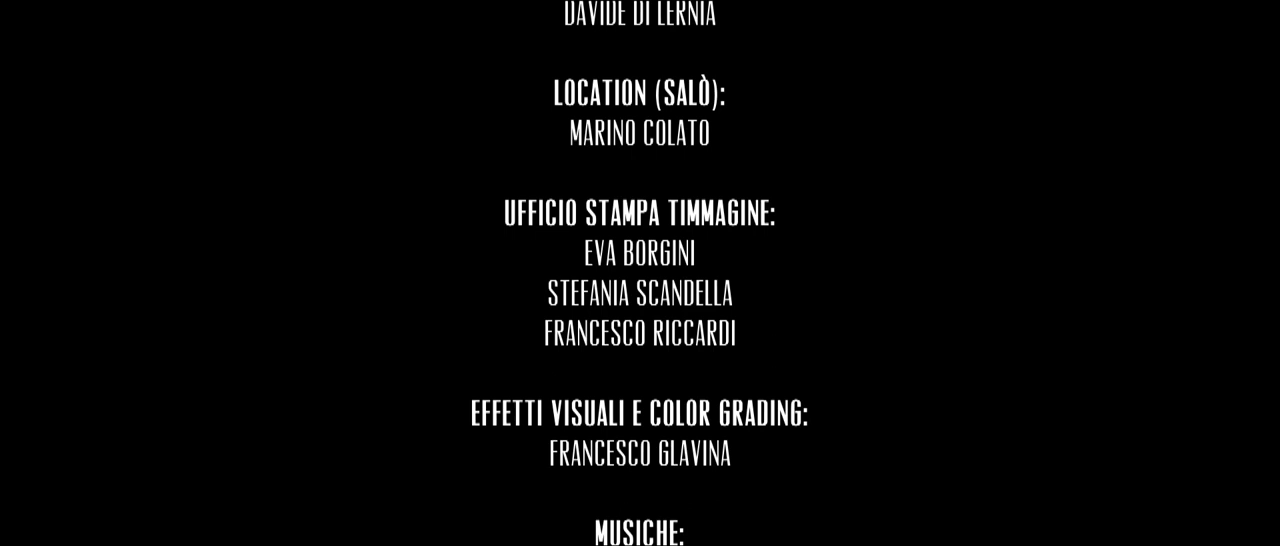 DAVIDE DI LERNIA
LOCATION (SALÒ):
MARINO COLATO
UFFICIO STAMPA TIMMAGINE:
EVA BORGINI
STEFANIA SCANDELLA
FRANCESCO RICCARDI
EFFETTI VISUALI E COLOR GRADING:
FRANCESCO GLAVINA
MUSICHE: